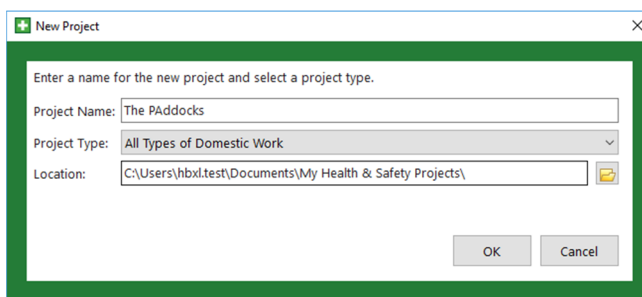 New Project
Enter a name for the new project and select a project type.
Project Name: The PAddocks
Project Type: All Types of Domestic Work
Location: C:\Users\hbxl.test\Documents\My Health & Safety Projects\
OK Cancel